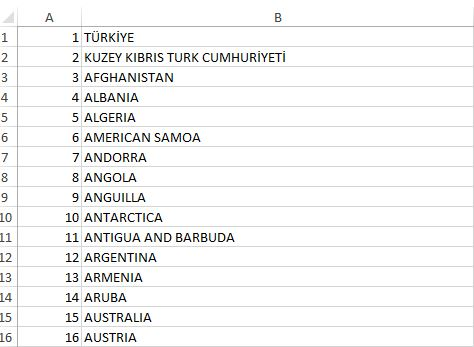 A B
1 1 TÜRKİYE
2 2 KUZEY KIBRIS TURK CUMHURİYETİ
3 3 AFGHANISTAN
4 4 ALBANIA
5 5 ALGERIA
6 6 AMERICAN SAMOA
7 7 ANDORRA
8 8 ANGOLA
9 9 ANGUILLA
10 10 ANTARCTICA
11 11 ANTIGUA AND BARBUDA
12 12 ARGENTINA
13 13 ARMENIA
14 14 ARUBA
15 15 AUSTRALIA
16 16 AUSTRIA